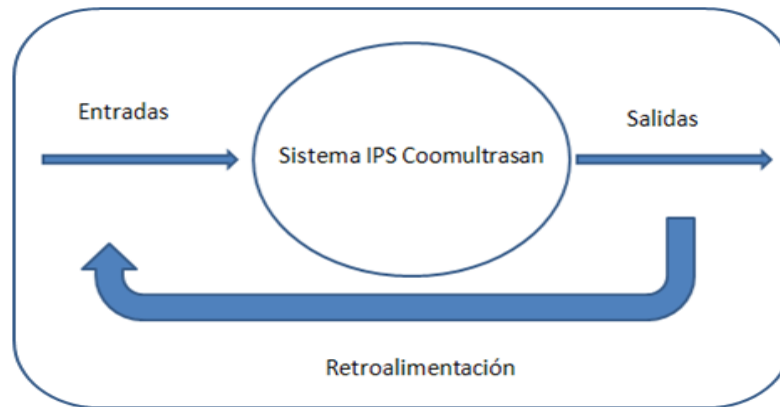 Entradas
Salidas
Sistema IPS Coomultrasan
Retroalimentación